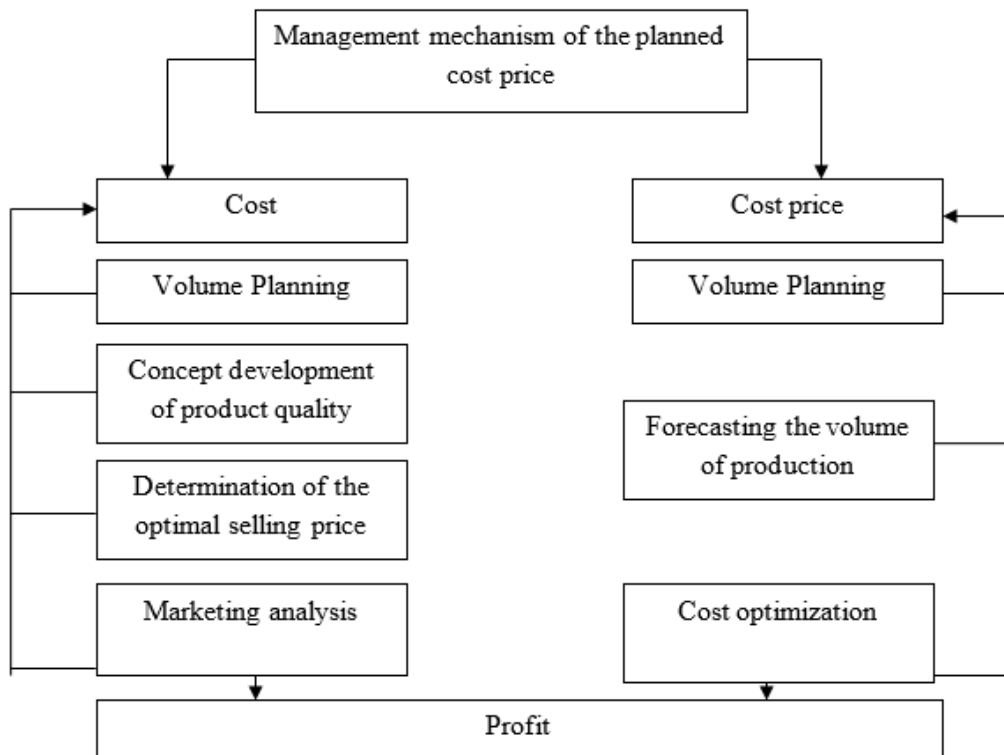 Management mechanism of the planned
cost price
Cost
Cost price
Volume Planning
Volume Planning
Concept development
of product quality
Forecasting the volume
of production
Determination of the
optimal selling price
Marketing analysis
Cost optimization
Profit